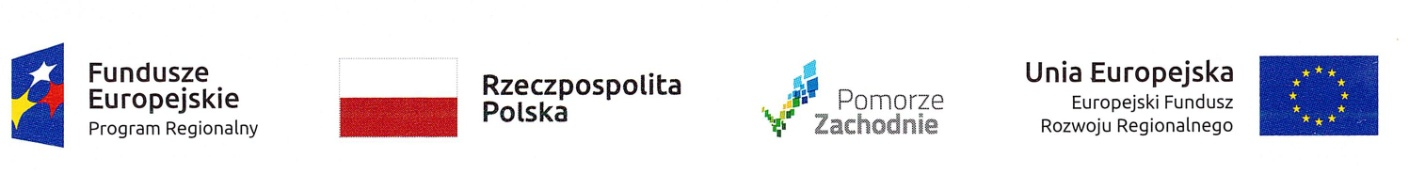 Fundusze
Europejskie
Program Regionalny
Rzeczpospolita
Polska
Pomorze
Zachodnie
Unia Europejska
Europejski Fundusz
Rozwoju Regionalnego